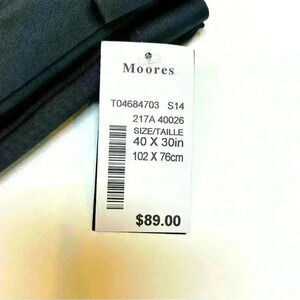 Moores
T04684703 S14
217A 40026
SIZE/TAILLE
40 X 30in
102 X 76cm
$89.00